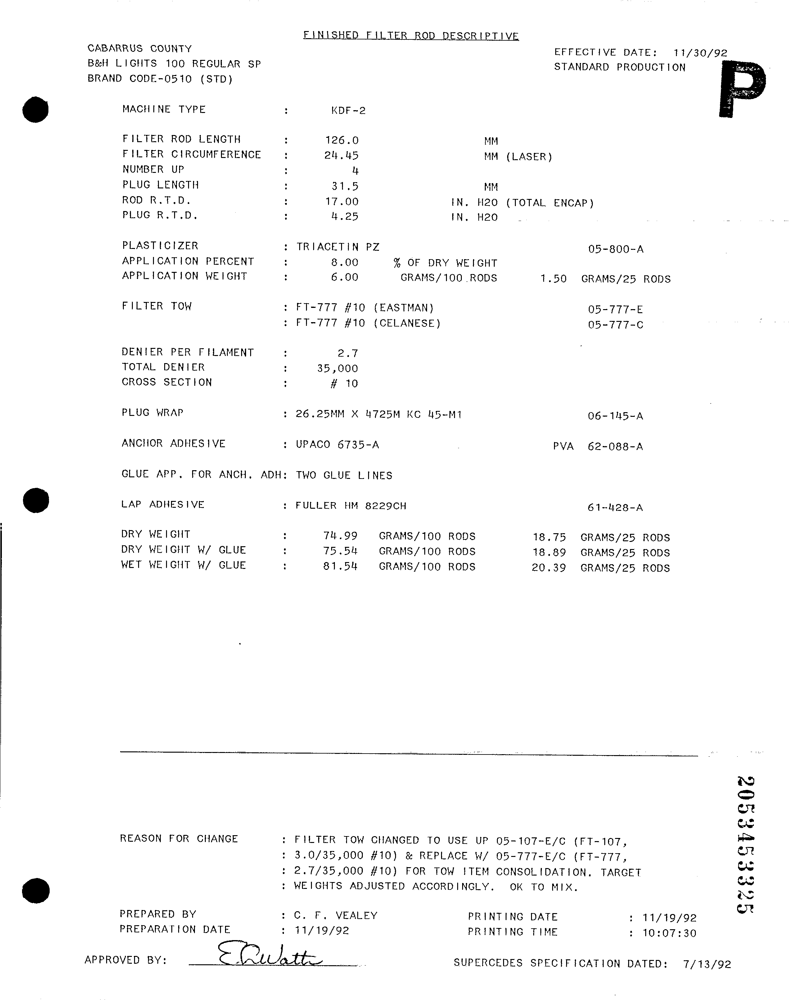 FINISHED FILTER ROD DESCRIPTIVE
CABARRUS COUNTY
EFFECTIVE DATE: 11/30/92
B&H LIGHTS 100 REGULAR SP
STANDARD PRODUCTION
BRAND CODE-0510 (STD)
P
MACHINE TYPE : KDF-2
FILTER ROD LENGTH : 126.0 MM
FILTER CIRCUMFERENCE : 24.45 MM (LASER)
NUMBER UP : 4
PLUG LENGTH : 31.5 MM
ROD R.T.D. : 17.00 IN. H2O (TOTAL ENCAP)
PLUG R.T.D. : 4.25 IN. H2O
PLASTICIZER : TRIACETIN PZ 05-800-A
APPLICATION PERCENT : 8.00 % OF DRY WEIGHT
APPLICATION WEIGHT : 6.00 GRAMS/100 RODS 1.50 GRAMS/25 RODS
FILTER TOW : FT-777 #10 (EASTMAN) 05-777-E
: FT-777 #10 (CELANESE) 05-777-C
DENIER PER FILAMENT : 2.7
TOTAL DENIER : 35,000
CROSS SECTION : # 10
PLUG WRAP : 26.25MM X 4725M KC 45-M1 06-145-A
ANCHOR ADHESIVE : UPACO 6735-A PVA 62-088-A
GLUE APP. FOR ANCH. ADH: TWO GLUE LINES
LAP ADHESIVE : FULLER HM 8229CH 61-428-A
DRY WEIGHT : 74.99 GRAMS/100 RODS 18.75 GRAMS/25 RODS
DRY WEIGHT W/ GLUE : 75.54 GRAMS/100 RODS 18.89 GRAMS/25 RODS
WET WEIGHT W/ GLUE : 81.54 GRAMS/100 RODS 20.39 GRAMS/25 RODS
2053453325
REASON FOR CHANGE : FILTER TOW CHANGED TO USE UP 05-107-E/C (FT-107,
: 3.0/35,000 #10) & REPLACE W/ 05-777-E/C (FT-777,
: 2.7/35,000 #10) FOR TOW ITEM CONSOLIDATION. TARGET
: WEIGHTS ADJUSTED ACCORDINGLY. OK TO MIX.
PREPARED BY : C. F. VEALEY PRINTING DATE : 11/19/92
PREPARATION DATE : 11/19/92 PRINTING TIME : 10:07:30
APPROVED BY:
SUPERCEDES SPECIFICATION DATED: 7/13/92